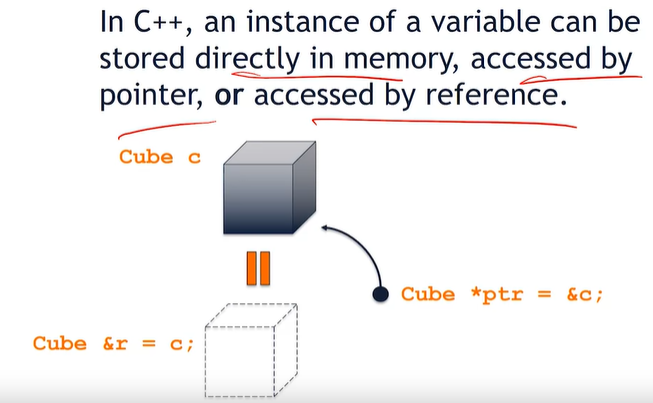 In C++, an instance of a variable can be
stored directly in memory, accessed by
pointer, or accessed by reference.
Cube c
Cube *ptr = &c;
Cube &r = c;